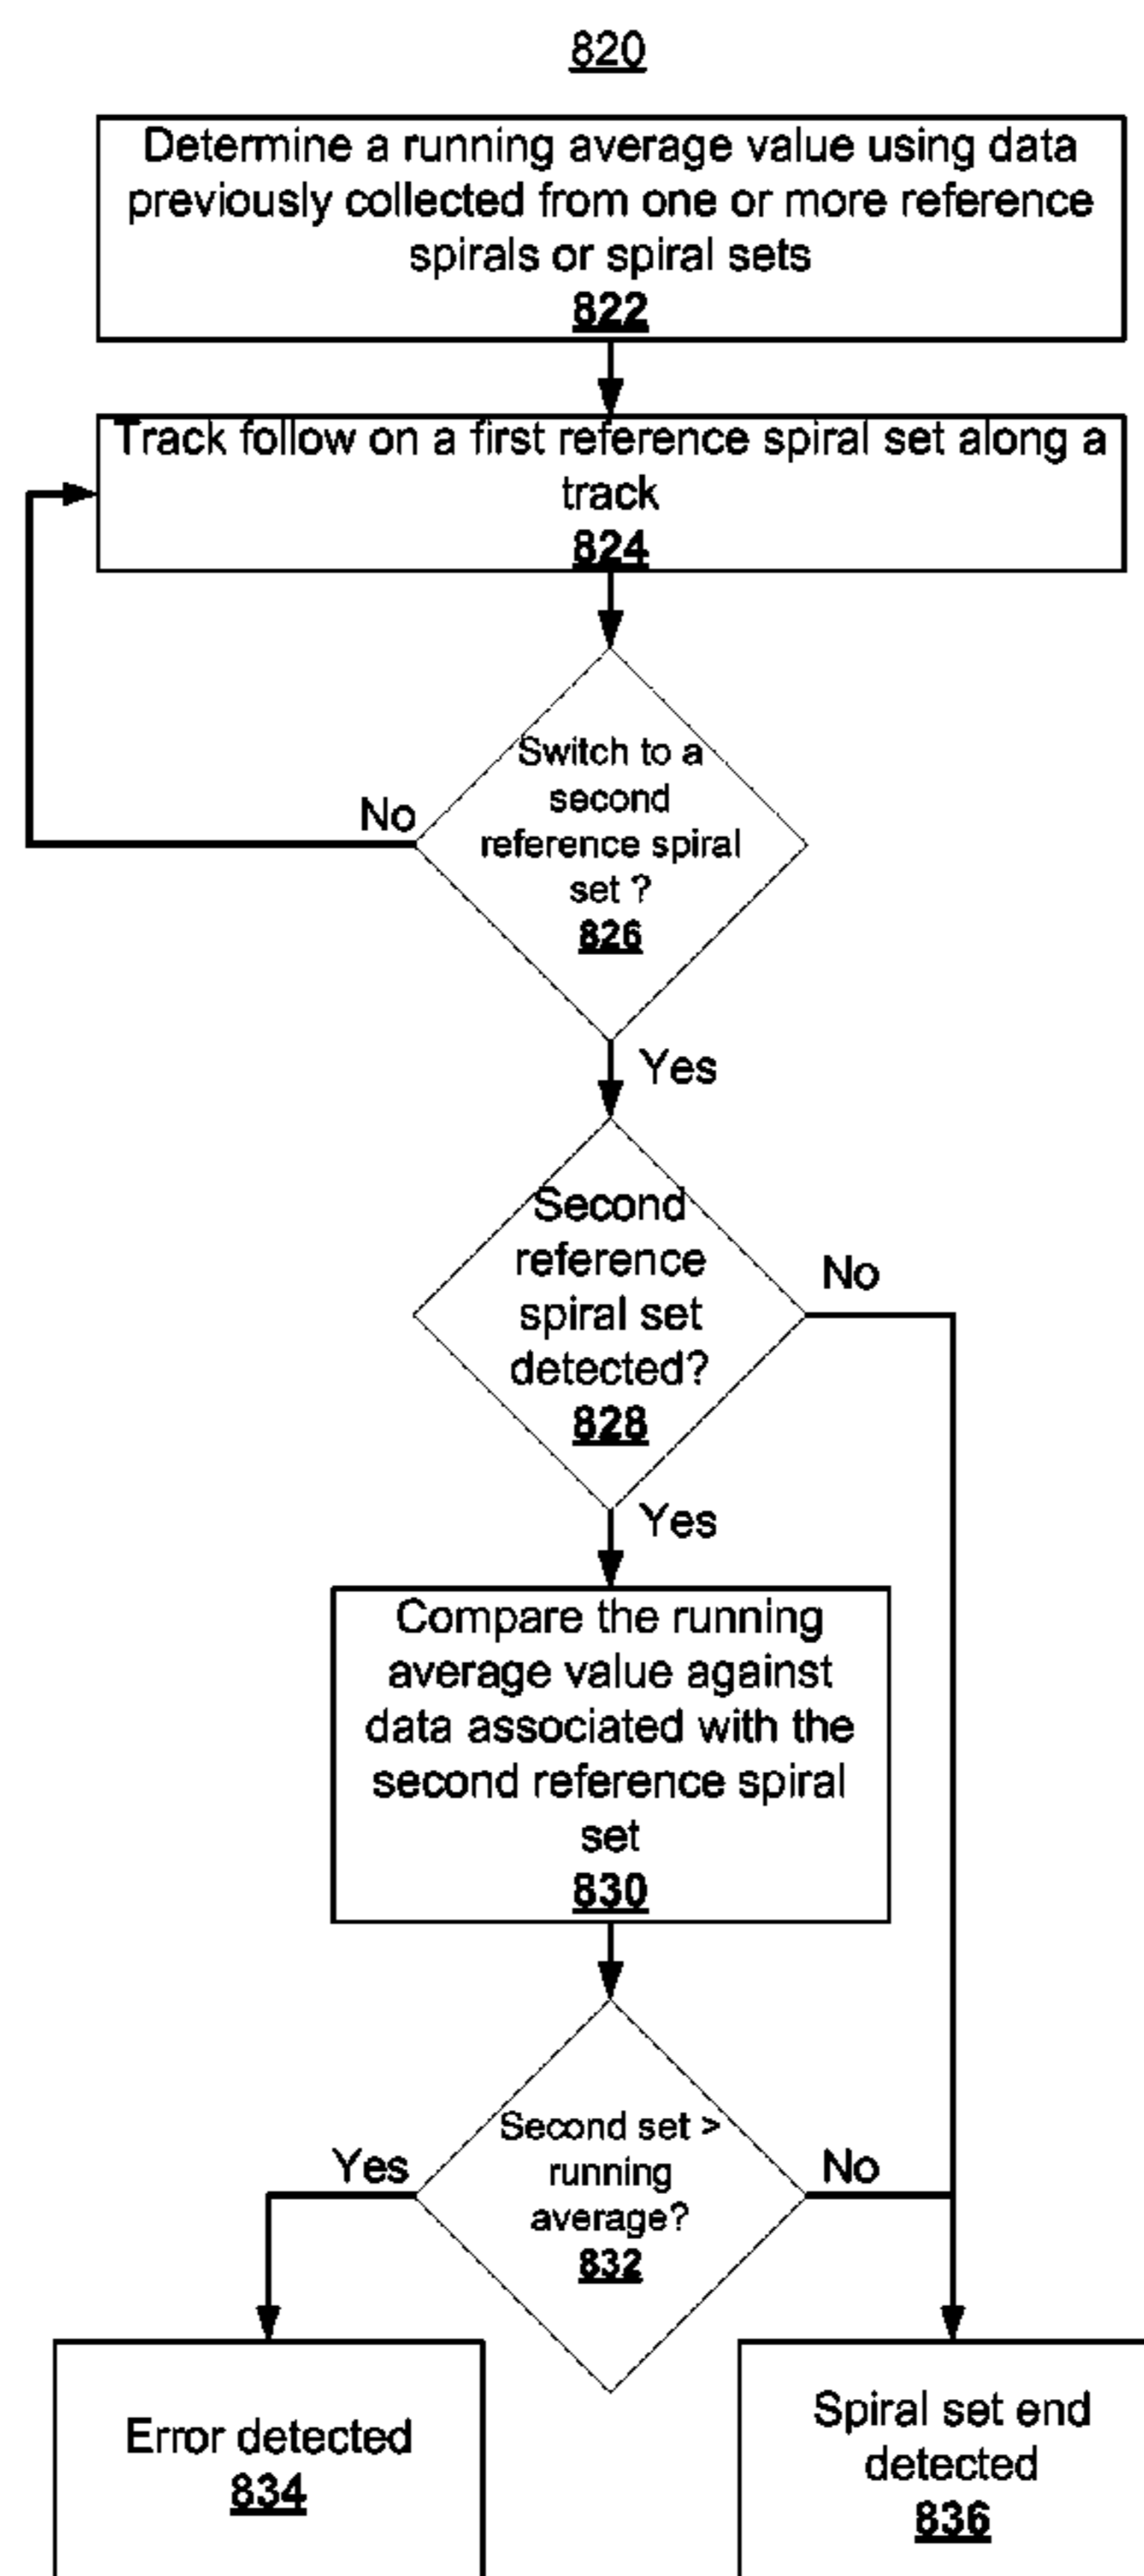 820
Determine a running average value using data
previously collected from one or more reference
spirals or spiral sets
822
Track follow on a first reference spiral set along a
track
824
Switch to a
second
reference spiral
set ?
826
No
Yes
Second
reference
spiral set
detected?
828
No
Yes
Compare the running
average value against
data associated with the
second reference spiral
set
830
Second set >
running
average?
832
Yes
No
Error detected
834
Spiral set end
detected
836